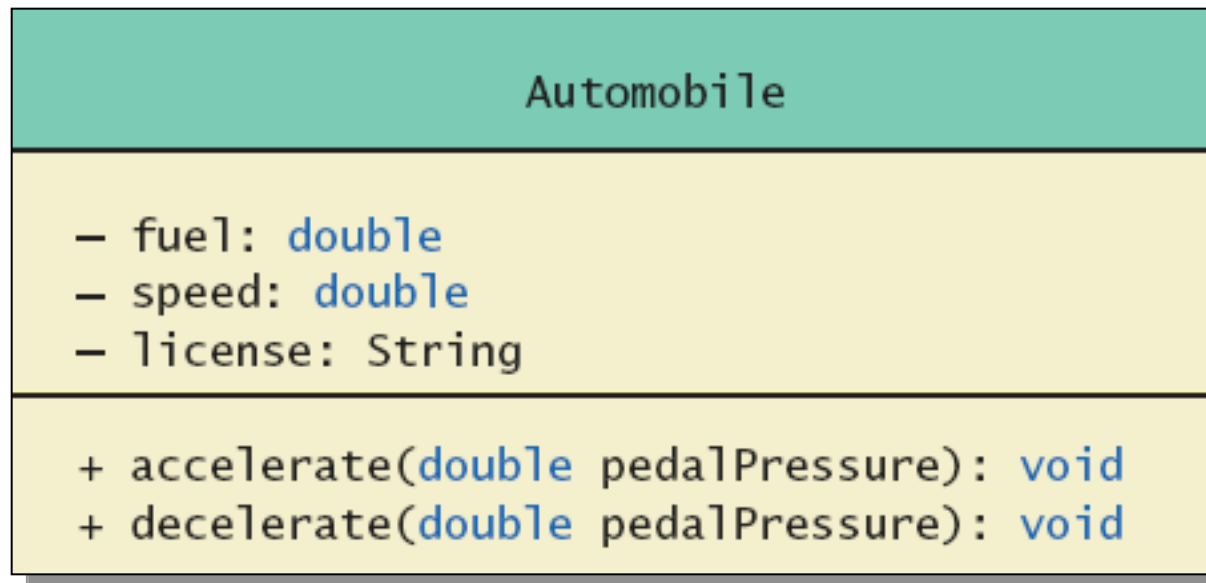 Automobile
– fuel: double
– speed: double
– license: String
+ accelerate(double pedalPressure): void
+ decelerate(double pedalPressure): void